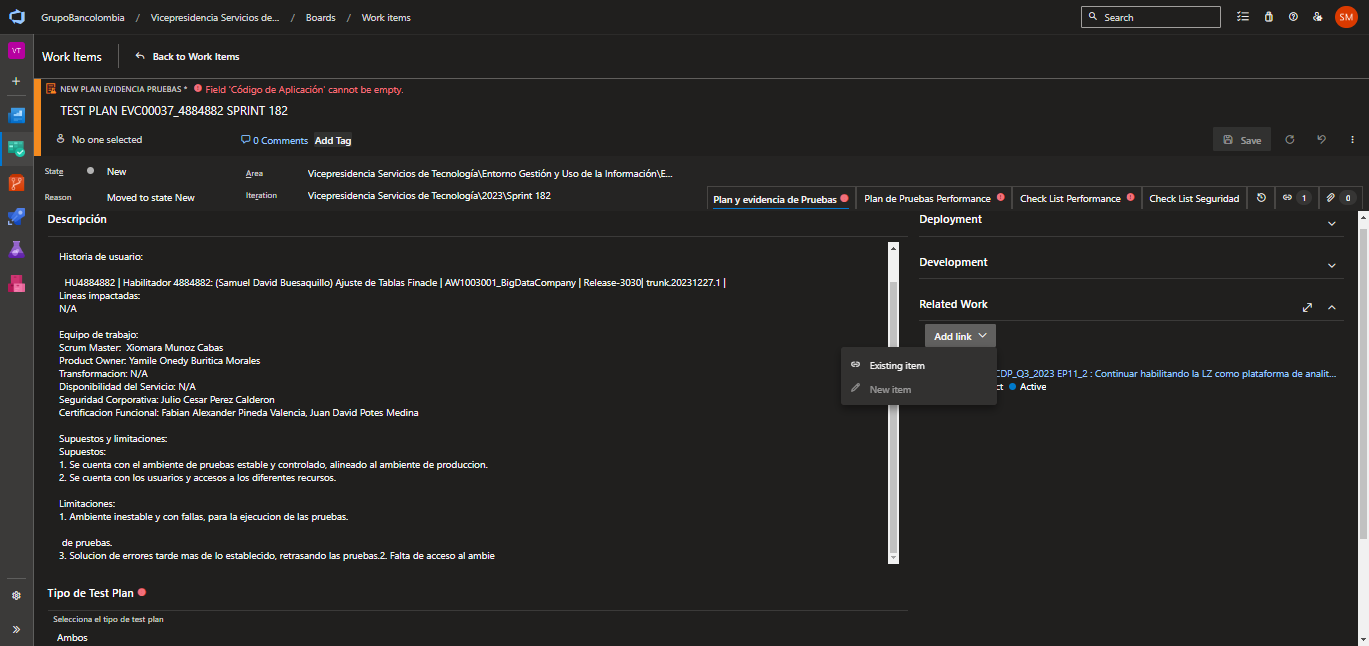 GrupoBancolombia / Vicepresidencia Servicios de... / Boards / Work items
Search
SM
VT
Work Items
Back to Work Items
NEW PLAN EVIDENCIA PRUEBAS * Field 'Código de Aplicación' cannot be empty.
TEST PLAN EVC00037_4884882 SPRINT 182
No one selected
0 Comments
Add Tag
Save
State
New
Area
Vicepresidencia Servicios de Tecnología\Entorno Gestión y Uso de la Información\E...
Reason
Moved to state New
Iteration
Vicepresidencia Servicios de Tecnología\2023\Sprint 182
Plan y evidencia de Pruebas
Plan de Pruebas Performance
Check List Performance
Check List Seguridad
1
0
Descripción
Historia de usuario:
HU4884882 | Habilitador 4884882: (Samuel David Buesaquillo) Ajuste de Tablas Finacle | AW1003001_BigDataCompany | Release-3030| trunk.20231227.1 |
Lineas impactadas:
N/A
Equipo de trabajo:
Scrum Master:  Xiomara Munoz Cabas
Product Owner: Yamile Onedy Buritica Morales
Transformacion: N/A
Disponibilidad del Servicio: N/A
Seguridad Corporativa: Julio Cesar Perez Calderon
Certificacion Funcional: Fabian Alexander Pineda Valencia, Juan David Potes Medina
Supuestos y limitaciones:
Supuestos:
1. Se cuenta con el ambiente de pruebas estable y controlado, alineado al ambiente de produccion.
2. Se cuenta con los usuarios y accesos a los diferentes recursos.
Limitaciones:
1. Ambiente inestable y con fallas, para la ejecucion de las pruebas.
de pruebas.
3. Solucion de errores tarde mas de lo establecido, retrasando las pruebas.2. Falta de acceso al ambie
Tipo de Test Plan
Selecciona el tipo de test plan
Ambos
Deployment
Development
Related Work
Add link
Existing item
New item
CDP_Q3_2023 EP11_2 : Continuar habilitando la LZ como plataforma de analit...
ct
Active